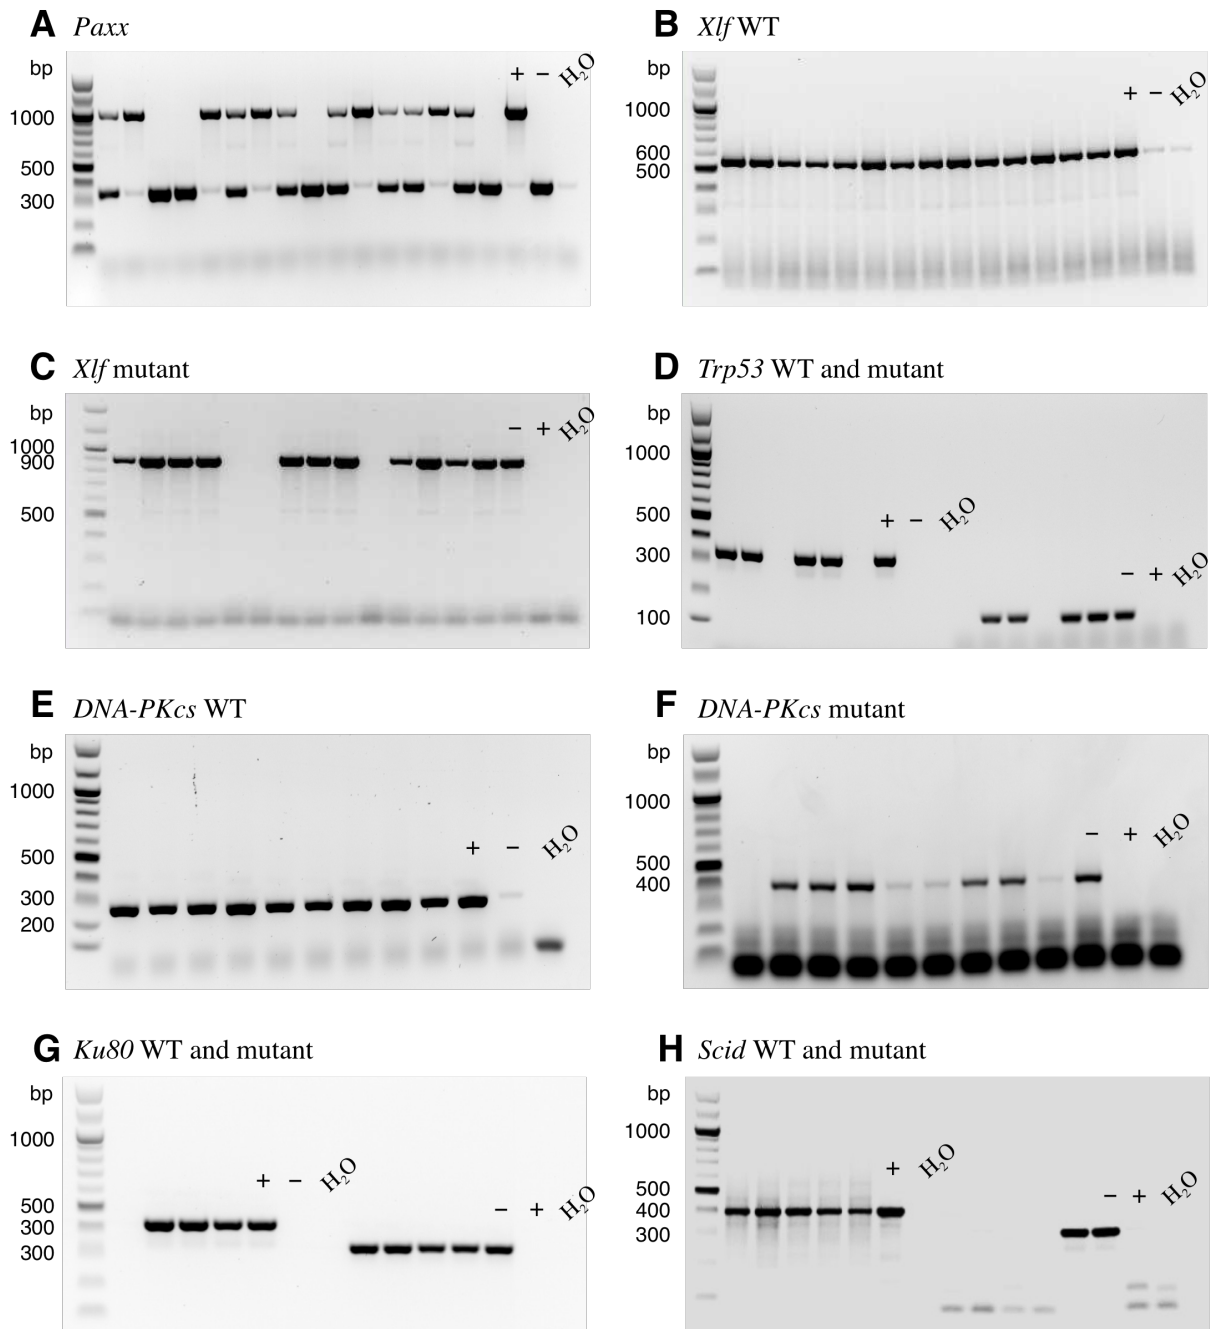 A Paxx
bp
1000
500
300
+ − H₂O
B Xlf WT
bp
1000
600
500
+ − H₂O
C Xlf mutant
bp
1000
900
500
− + H₂O
D Trp53 WT and mutant
bp
1000
500
300
100
+ − H₂O
− + H₂O
E DNA-PKcs WT
bp
1000
500
300
200
+ − H₂O
F DNA-PKcs mutant
bp
1000
500
400
− + H₂O
G Ku80 WT and mutant
bp
1000
500
300
300
+ − H₂O
− + H₂O
H Scid WT and mutant
bp
1000
500
400
300
+ H₂O
− + H₂O